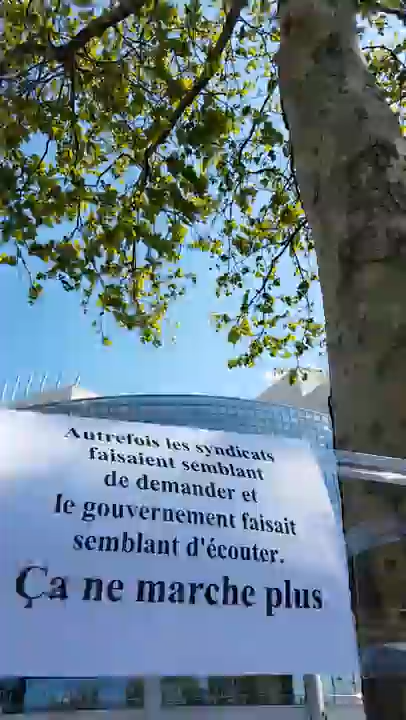 Autrefois les syndicats
faisaient semblant
de demander et
le gouvernement faisait
semblant d'écouter.
Ça ne marche plus